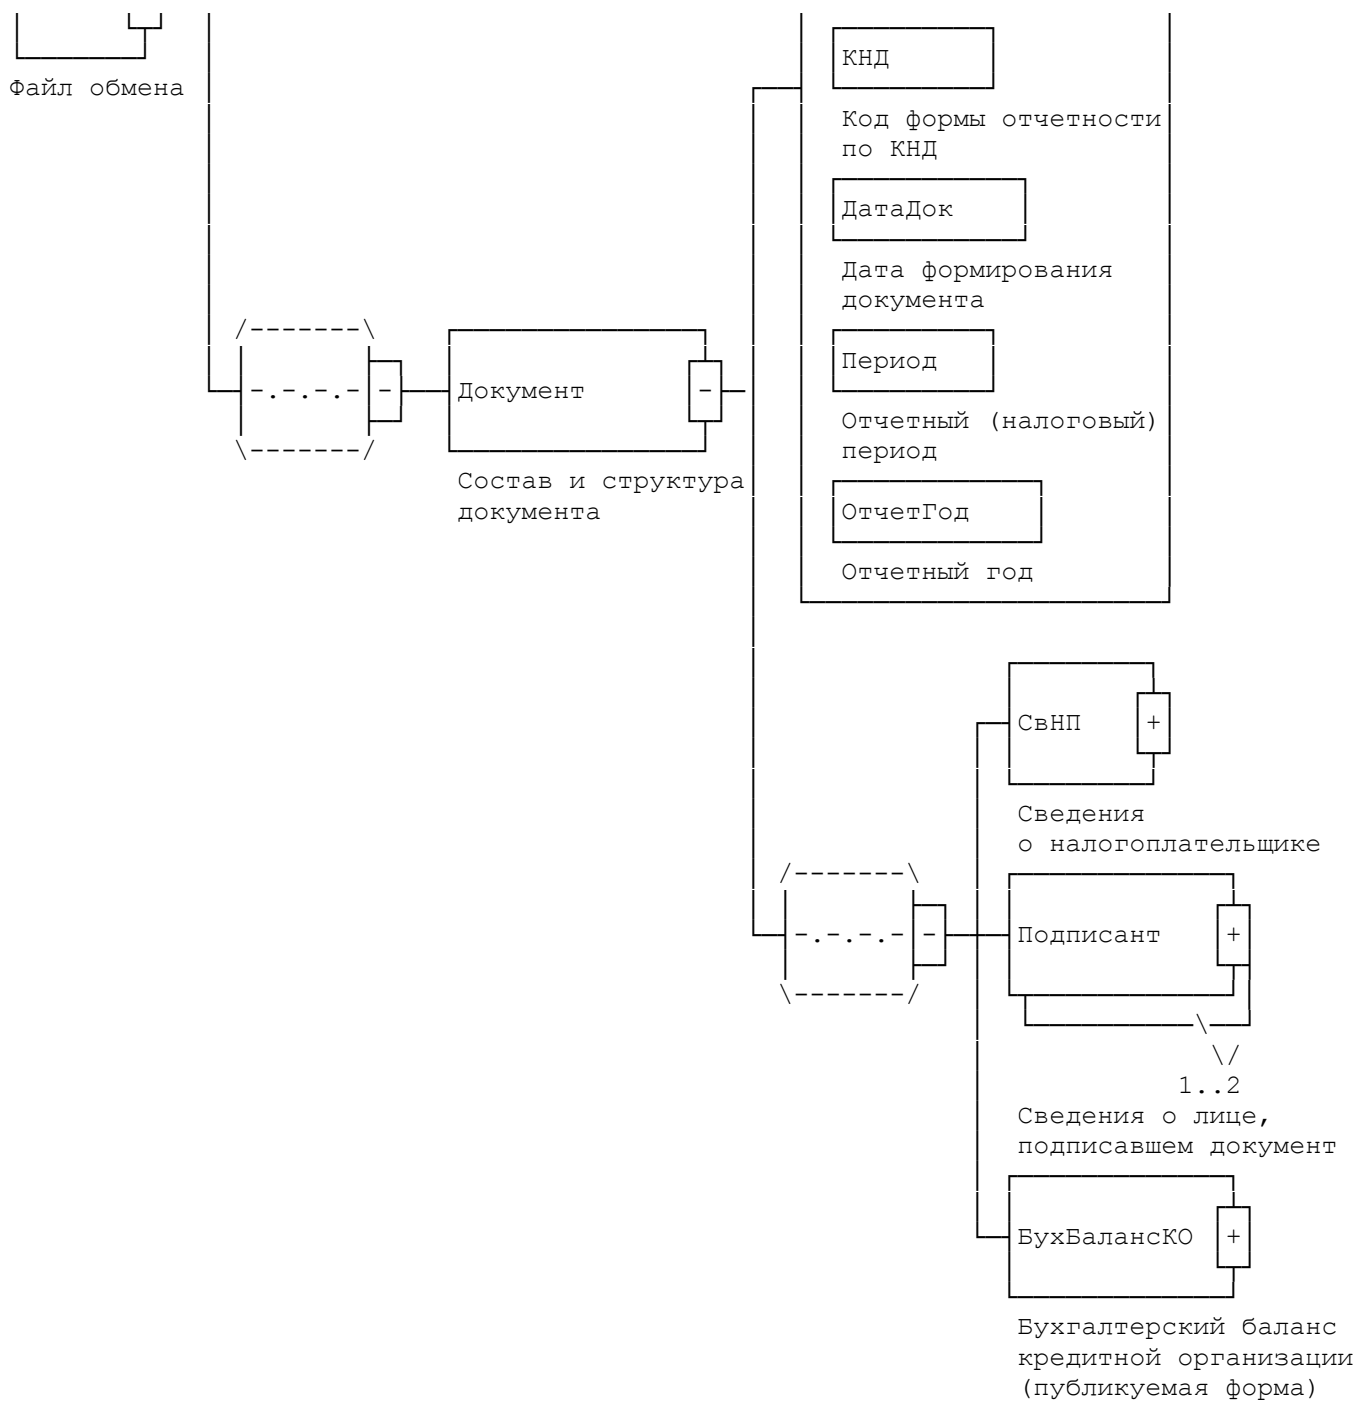 КНД
Файл обмена
Код формы отчетности
по КНД
ДатаДок
Дата формирования
документа
Период
-.-.-.- -
Документ -
Отчетный (налоговый)
период
Состав и структура
документа
ОтчетГод
Отчетный год
СвНП +
Сведения
о налогоплательщике
-.-.-.- -
Подписант +
1..2
Сведения о лице,
подписавшем документ
БухБалансКО +
Бухгалтерский баланс
кредитной организации
(публикуемая форма)